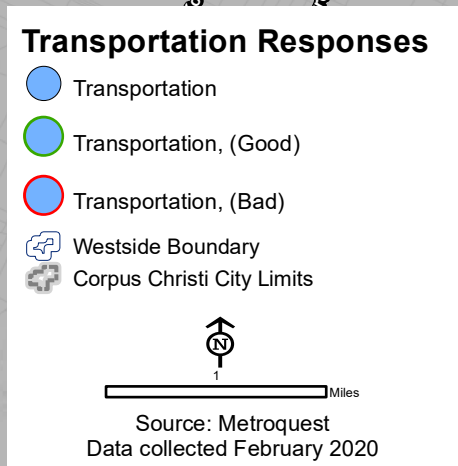 Transportation Responses
Transportation
Transportation, (Good)
Transportation, (Bad)
Westside Boundary
Corpus Christi City Limits
N
1
Miles
Source: Metroquest
Data collected February 2020